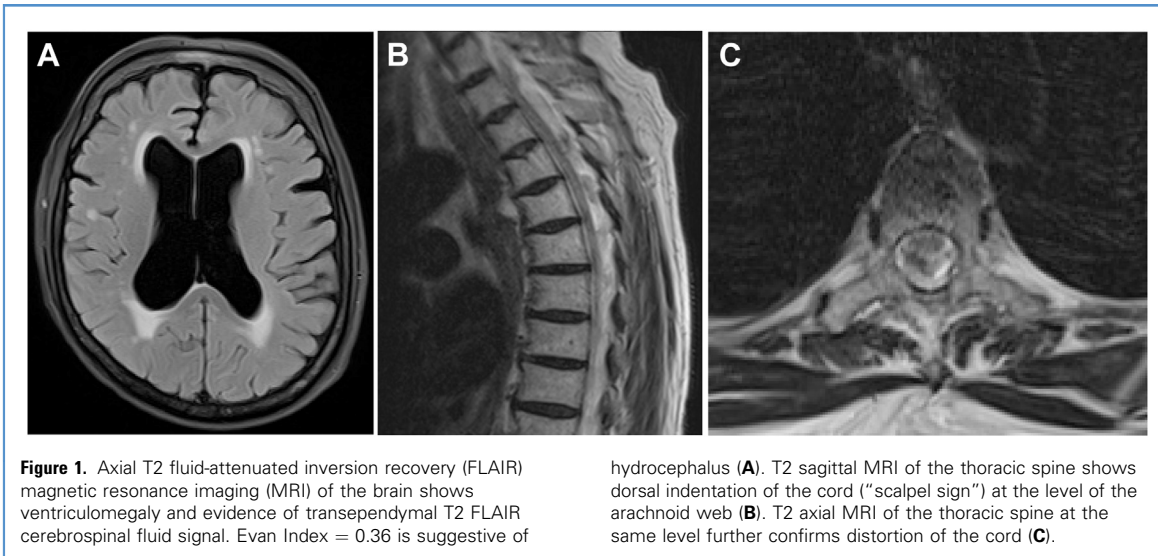 A
B
C
Figure 1. Axial T2 fluid-attenuated inversion recovery (FLAIR)
magnetic resonance imaging (MRI) of the brain shows
ventriculomegaly and evidence of transependymal T2 FLAIR
cerebrospinal fluid signal. Evan Index = 0.36 is suggestive of
hydrocephalus (A). T2 sagittal MRI of the thoracic spine shows
dorsal indentation of the cord (“scalpel sign”) at the level of the
arachnoid web (B). T2 axial MRI of the thoracic spine at the
same level further confirms distortion of the cord (C).